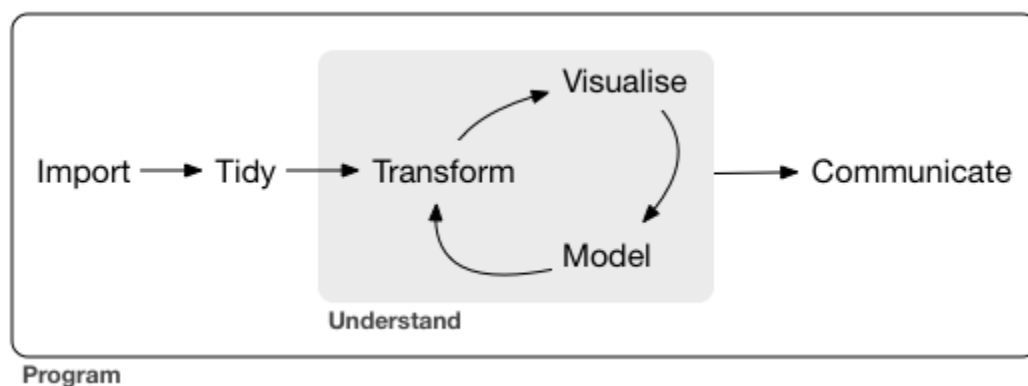 Visualise
Import Tidy Transform Communicate
Model
Understand
Program